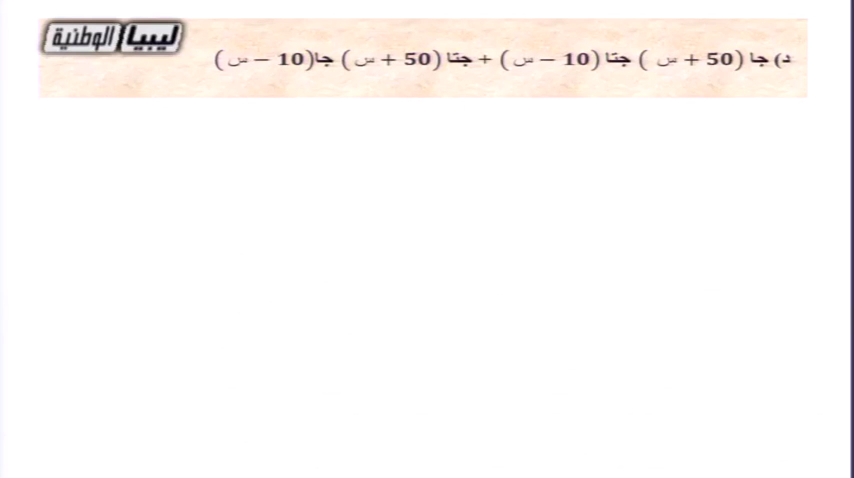 ليبيا الوطنية
د) جا (50 + س ) جتا (10 − س ) + جتا (50 + س ) جا(10 − س )